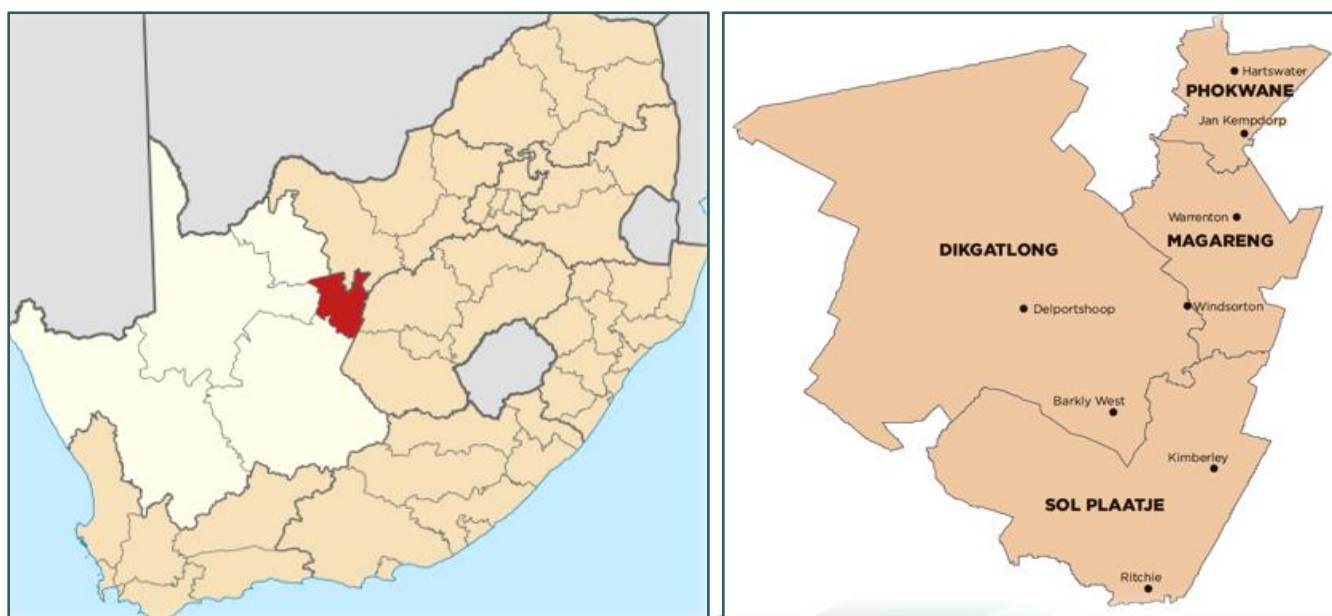 Hartswater
PHOKWANE
Jan Kempdorp
Warrenton
MAGARENG
DIKGATLONG
Delportshoop
Windsorton
Barkly West
Kimberley
SOL PLAATJE
Ritchie